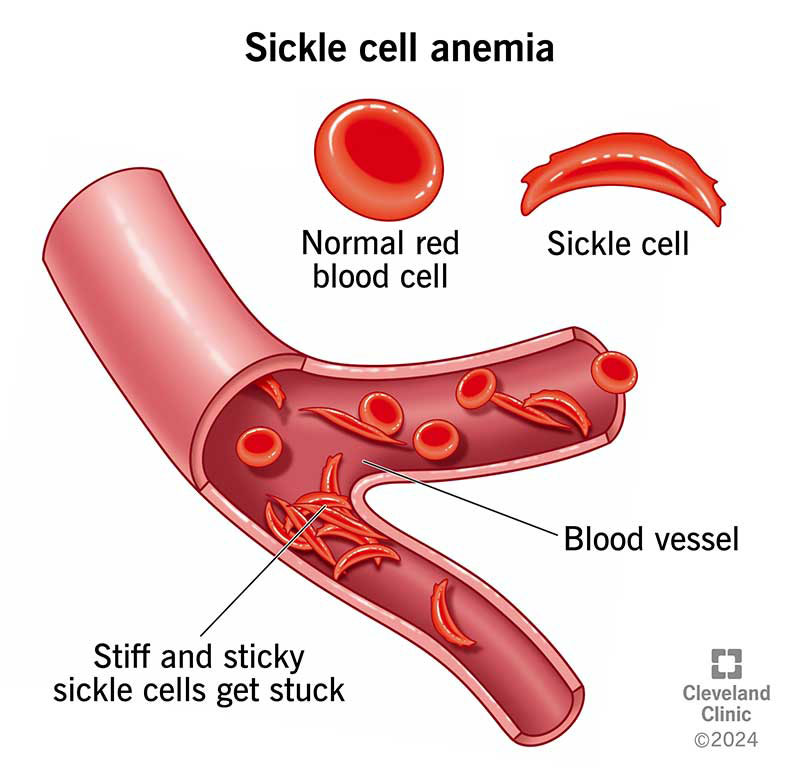 Sickle cell anemia
Normal red
blood cell
Sickle cell
Blood vessel
Stiff and sticky
sickle cells get stuck
Cleveland
Clinic
©2024